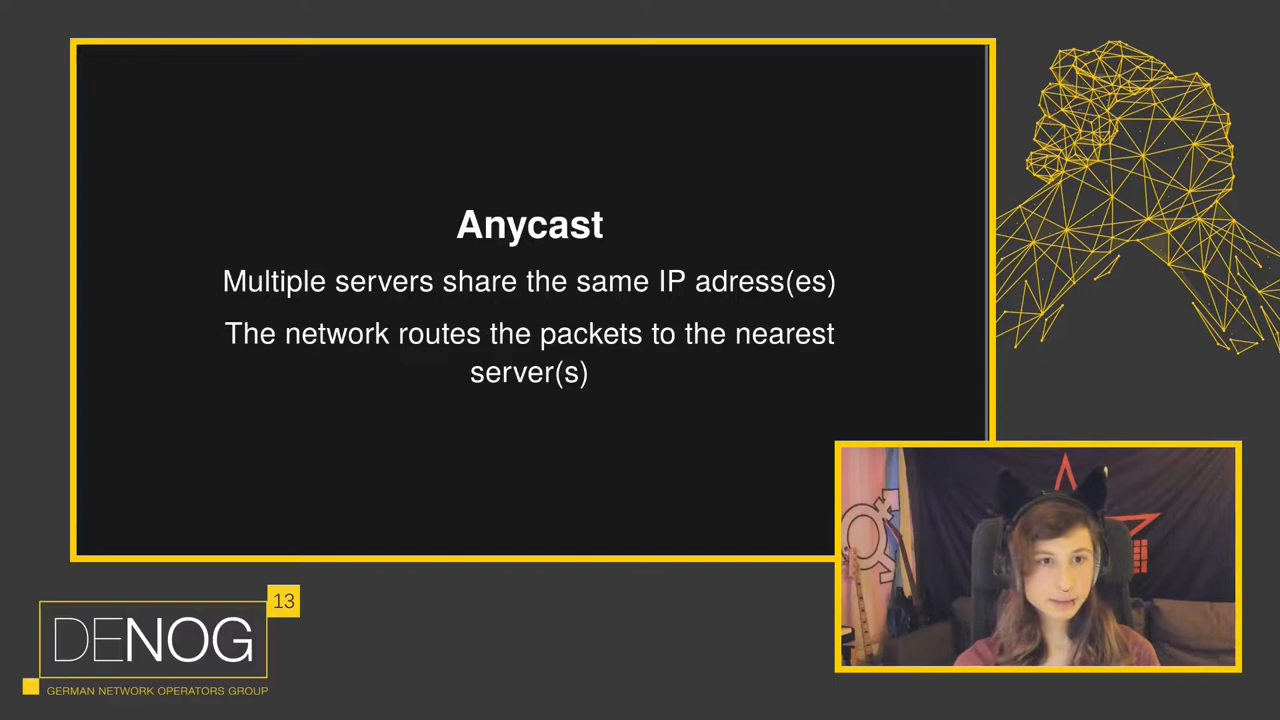 Anycast
Multiple servers share the same IP adress(es)
The network routes the packets to the nearest
server(s)
13
DENOG
GERMAN NETWORK OPERATORS GROUP